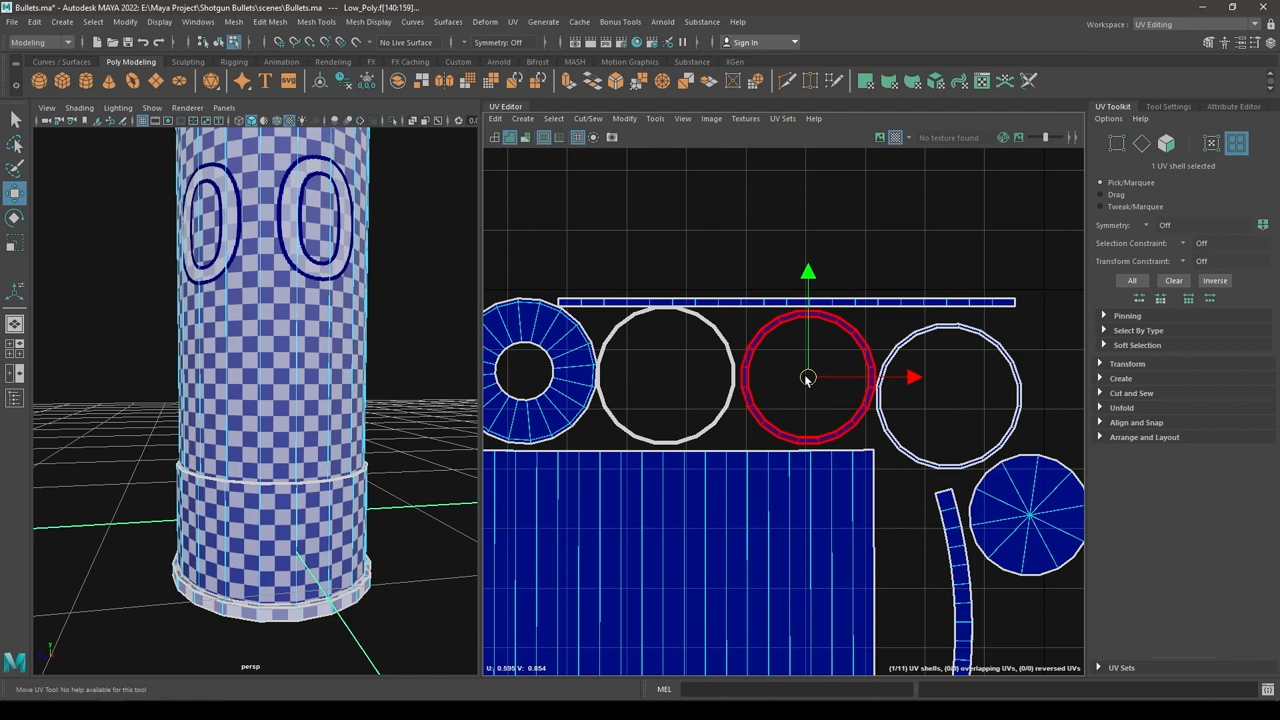 Bullets.ma* - Autodesk MAYA 2022: E:\Maya Project\Shotgun Bullets\scenes\Bullets.ma --- Low_Poly.f[140:159]...
File Edit Create Select Modify Display Windows Mesh Edit Mesh Mesh Tools Mesh Display Curves Surfaces Deform UV Generate Cache Bonus Tools Arnold Substance Help
Workspace : UV Editing
Modeling No Live Surface Symmetry: Off Sign In
Curves / Surfaces Poly Modeling Sculpting Rigging Animation Rendering FX FX Caching Custom Arnold Bifrost MASH Motion Graphics Substance XGen
View Shading Lighting Show Renderer Panels
UV Editor
UV Toolkit Tool Settings Attribute Editor
Edit Create Select Cut/Sew Modify Tools View Image Textures UV Sets Help
Options Help
No texture found
1 UV shell selected
Pick/Marquee
Drag
Tweak/Marquee
Symmetry: Off
Selection Constraint: Off
Transform Constraint: Off
All Clear Inverse
Pinning
Select By Type
Soft Selection
Transform
Create
Cut and Sew
Unfold
Align and Snap
Arrange and Layout
00
persp
U: 0.595 V: 0.854
(1/11) UV shells, (0/0) overlapping UVs, (0/0) reversed UVs
UV Sets
Move UV Tool: No help available for this tool
MEL